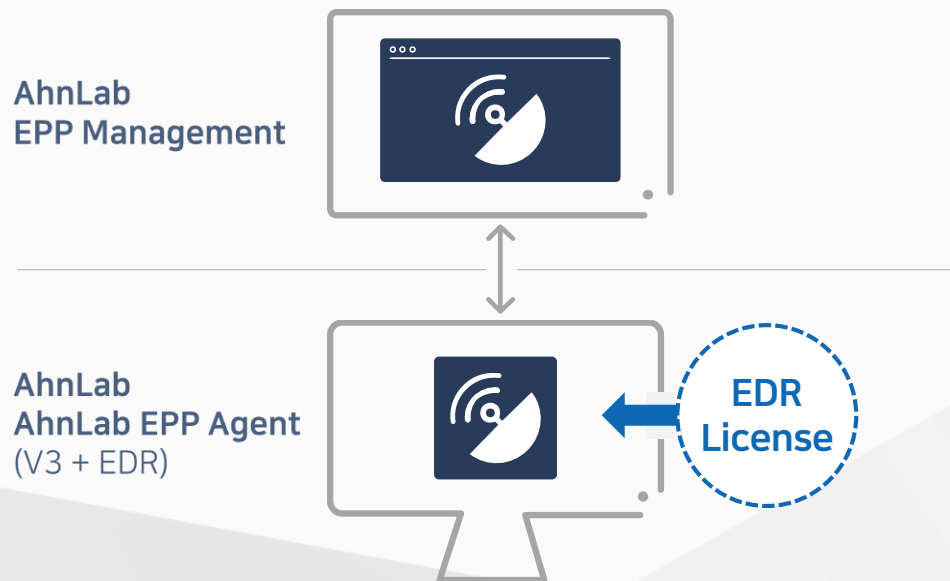 AhnLab
EPP Management
AhnLab
AhnLab EPP Agent
(V3 + EDR)
EDR
License